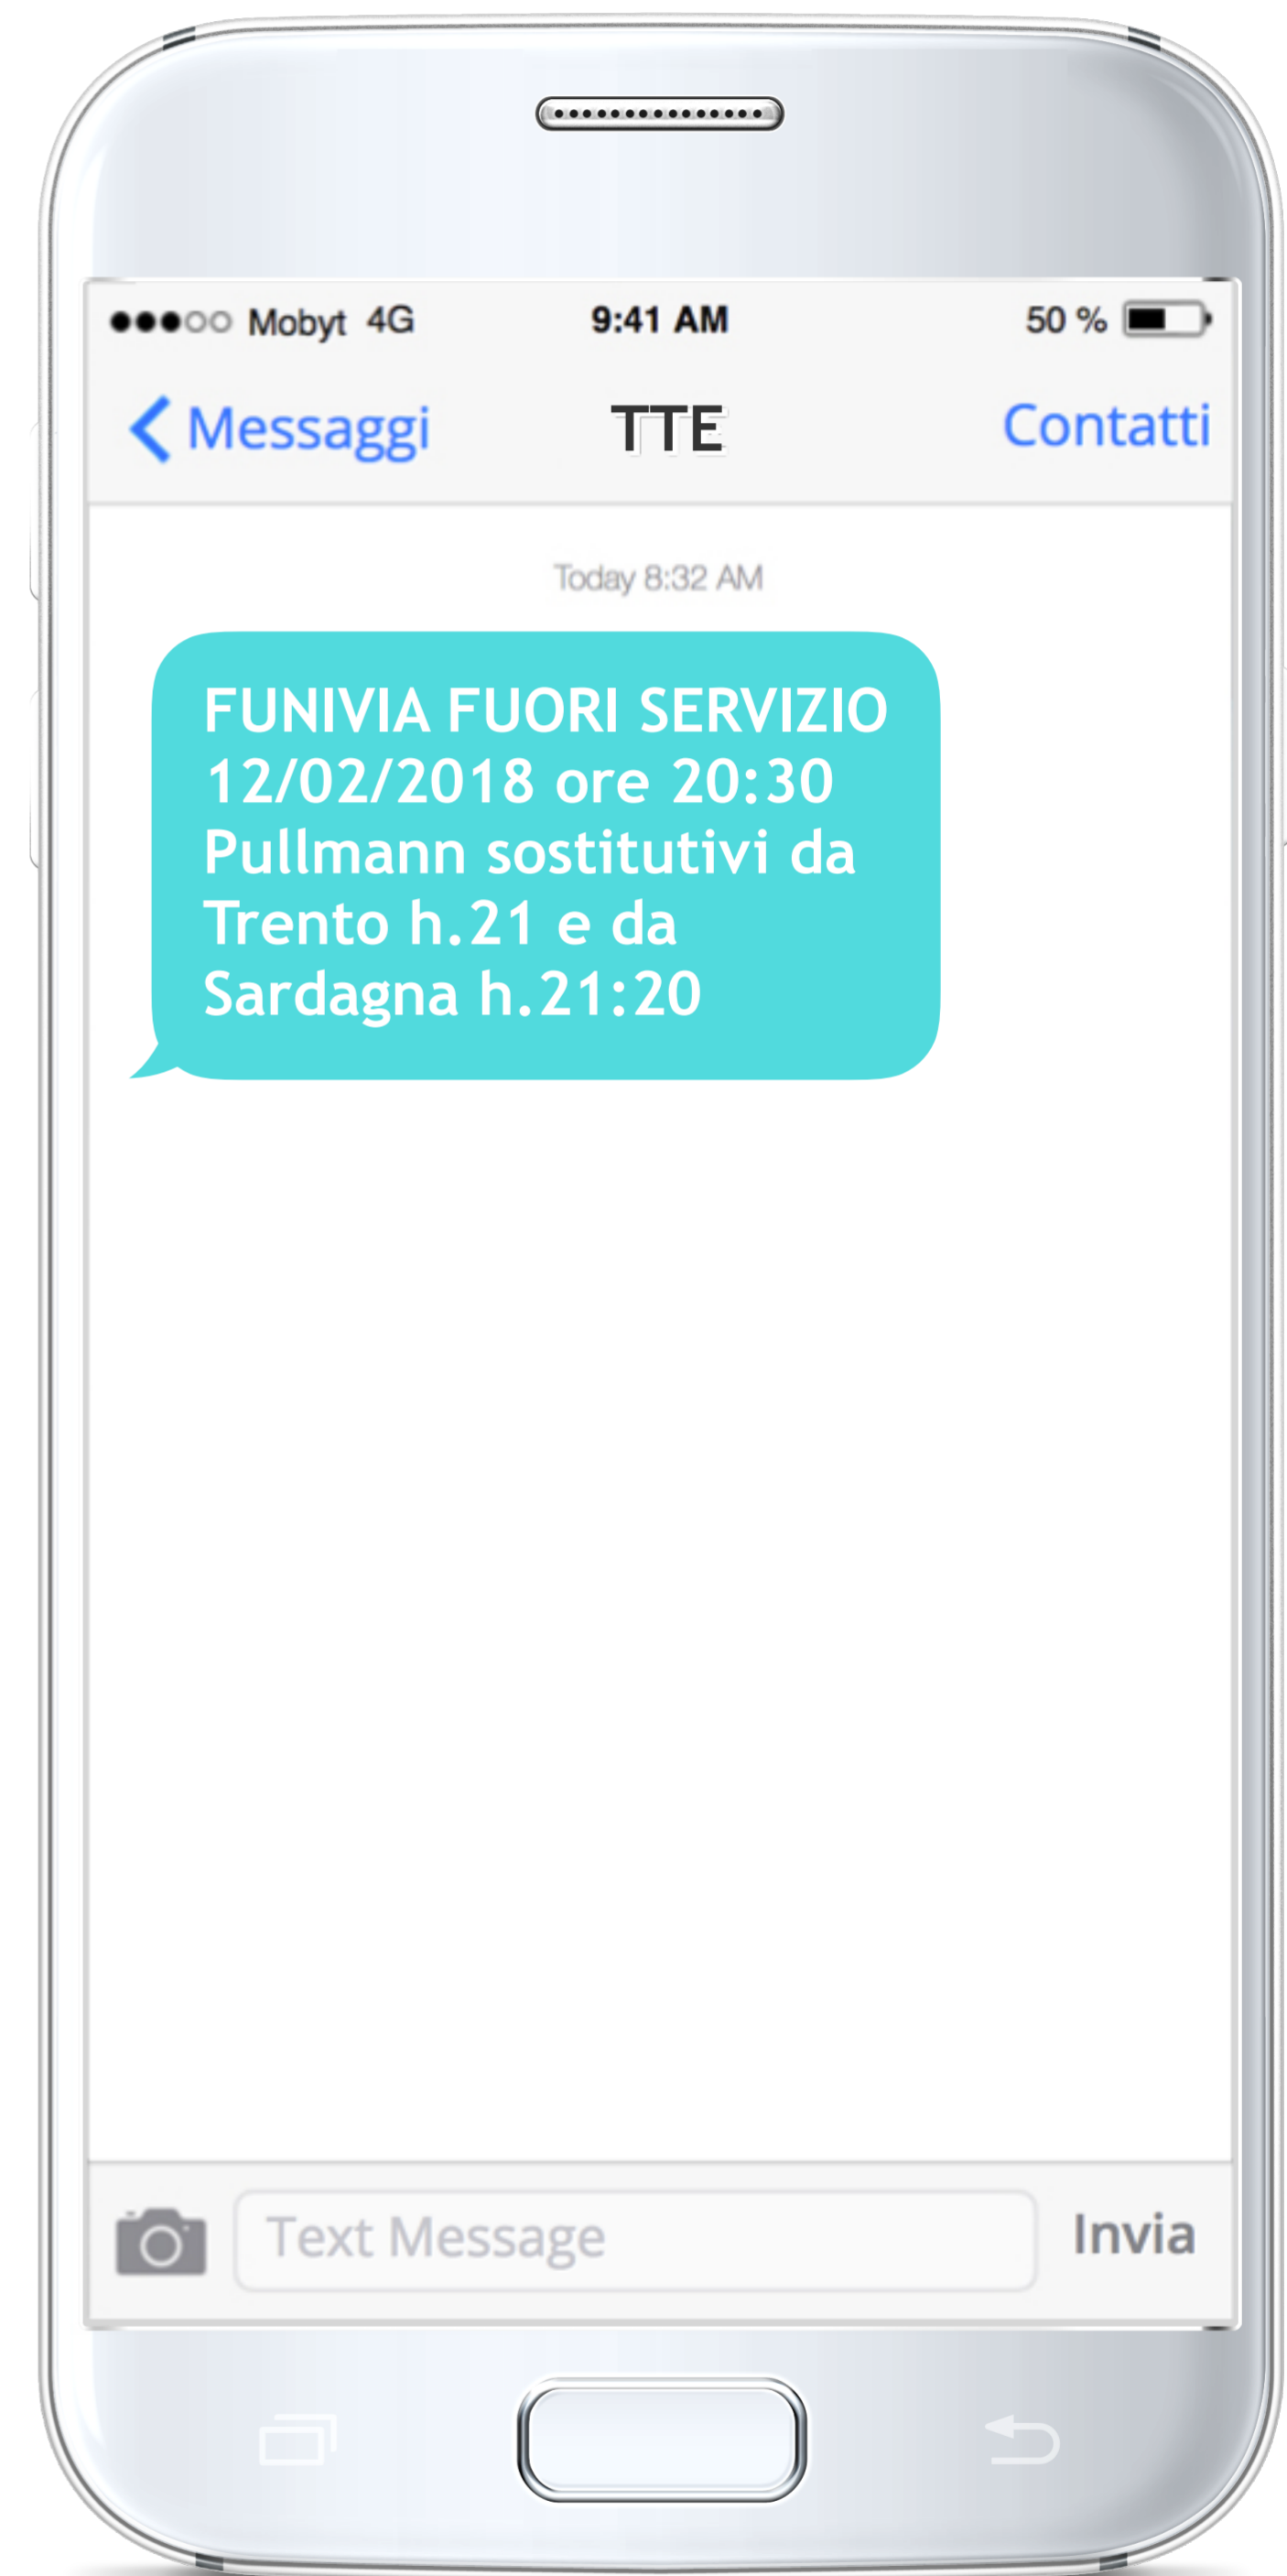 ●●●○○ Mobyt 4G 9:41 AM 50 %
Messaggi TTE Contatti
Today 8:32 AM
FUNIVIA FUORI SERVIZIO
12/02/2018 ore 20:30
Pullmann sostitutivi da
Trento h.21 e da
Sardagna h.21:20
Text Message Invia